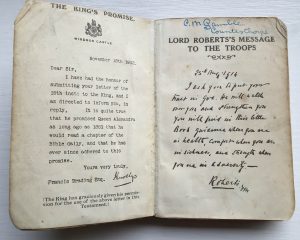 THE KING'S PROMISE.
WINDSOR CASTLE
November 18th, 1912.
Dear Sir,
I have had the honour of
submitting your letter of the
19th inst: to the King, and I
am directed to inform you, in
reply, it is quite true
that he promised Queen Alexandra
as long ago as 1881 that he
would read a chapter of the
Bible daily, and that he has
ever since adhered to this
promise.
Yours very truly,
Knollys
Francis Brading Esq.
(The King has graciously given his permission
for the use of the above letter in this
Testament.)
C. M. Gamble
LORD ROBERTS'S MESSAGE
TO THE TROOPS
25th Aug 1914
I ask you to put your
trust in God. He will watch
over you and strengthen you
you will find in this little
Book guidance when you are
in health, comfort when you are
in sickness, and strength when
you are in adversity
Roberts
FM